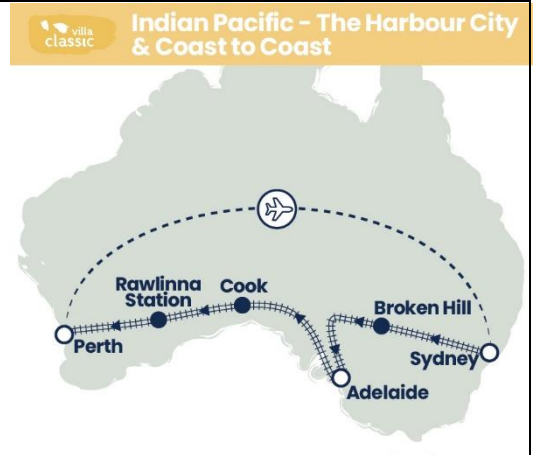 villa
classic
Indian Pacific - The Harbour City
& Coast to Coast
Rawlinna
Station
Cook
Broken Hill
Perth
Sydney
Adelaide